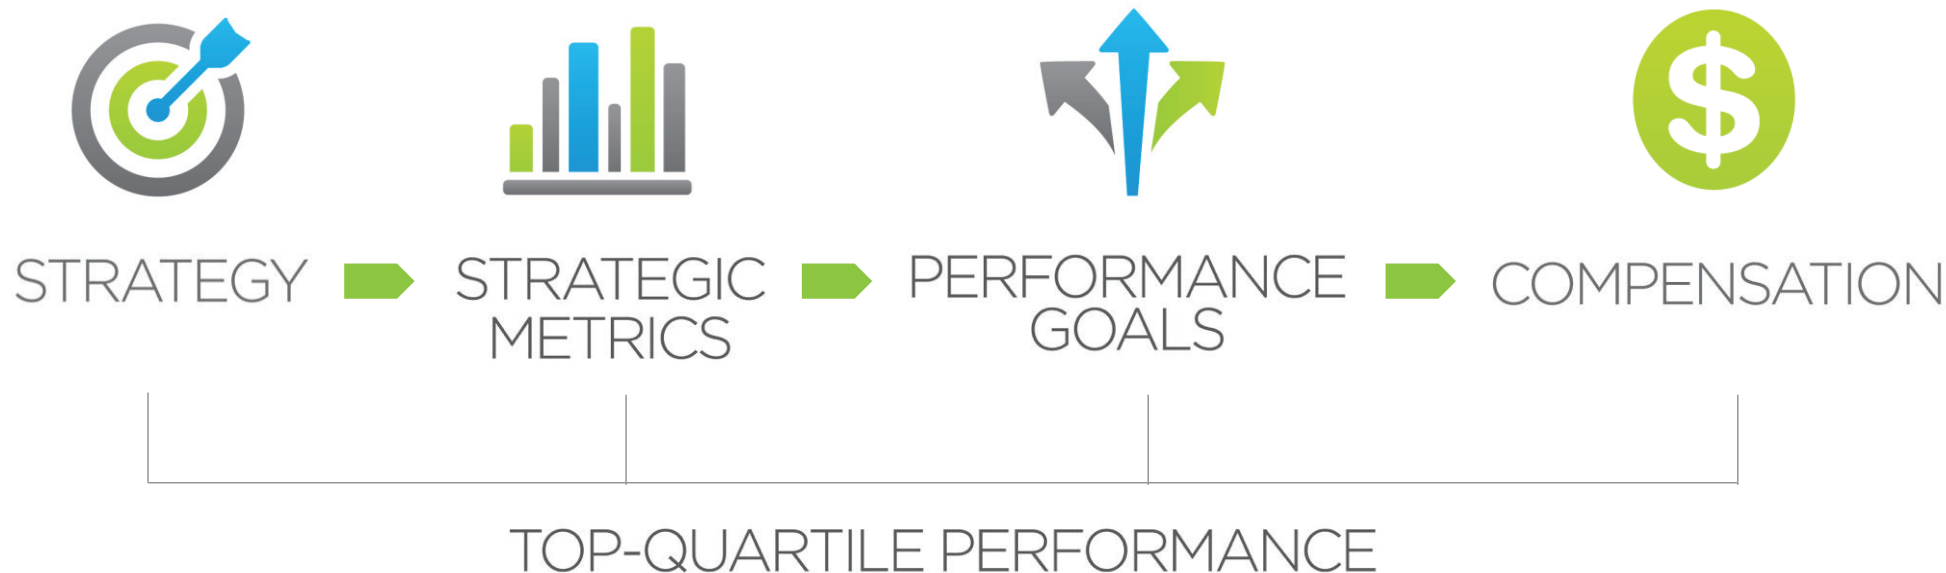 STRATEGY
STRATEGIC
METRICS
PERFORMANCE
GOALS
$
COMPENSATION
TOP-QUARTILE PERFORMANCE